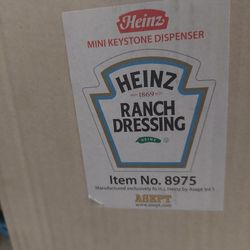 Heinz
MINI KEYSTONE DISPENSER
HEINZ
1869
RANCH
DRESSING
HEINZ
Item No. 8975
Manufactured exclusively for H.J. Heinz by Asept Int'l
ASEPT
www.asept.com